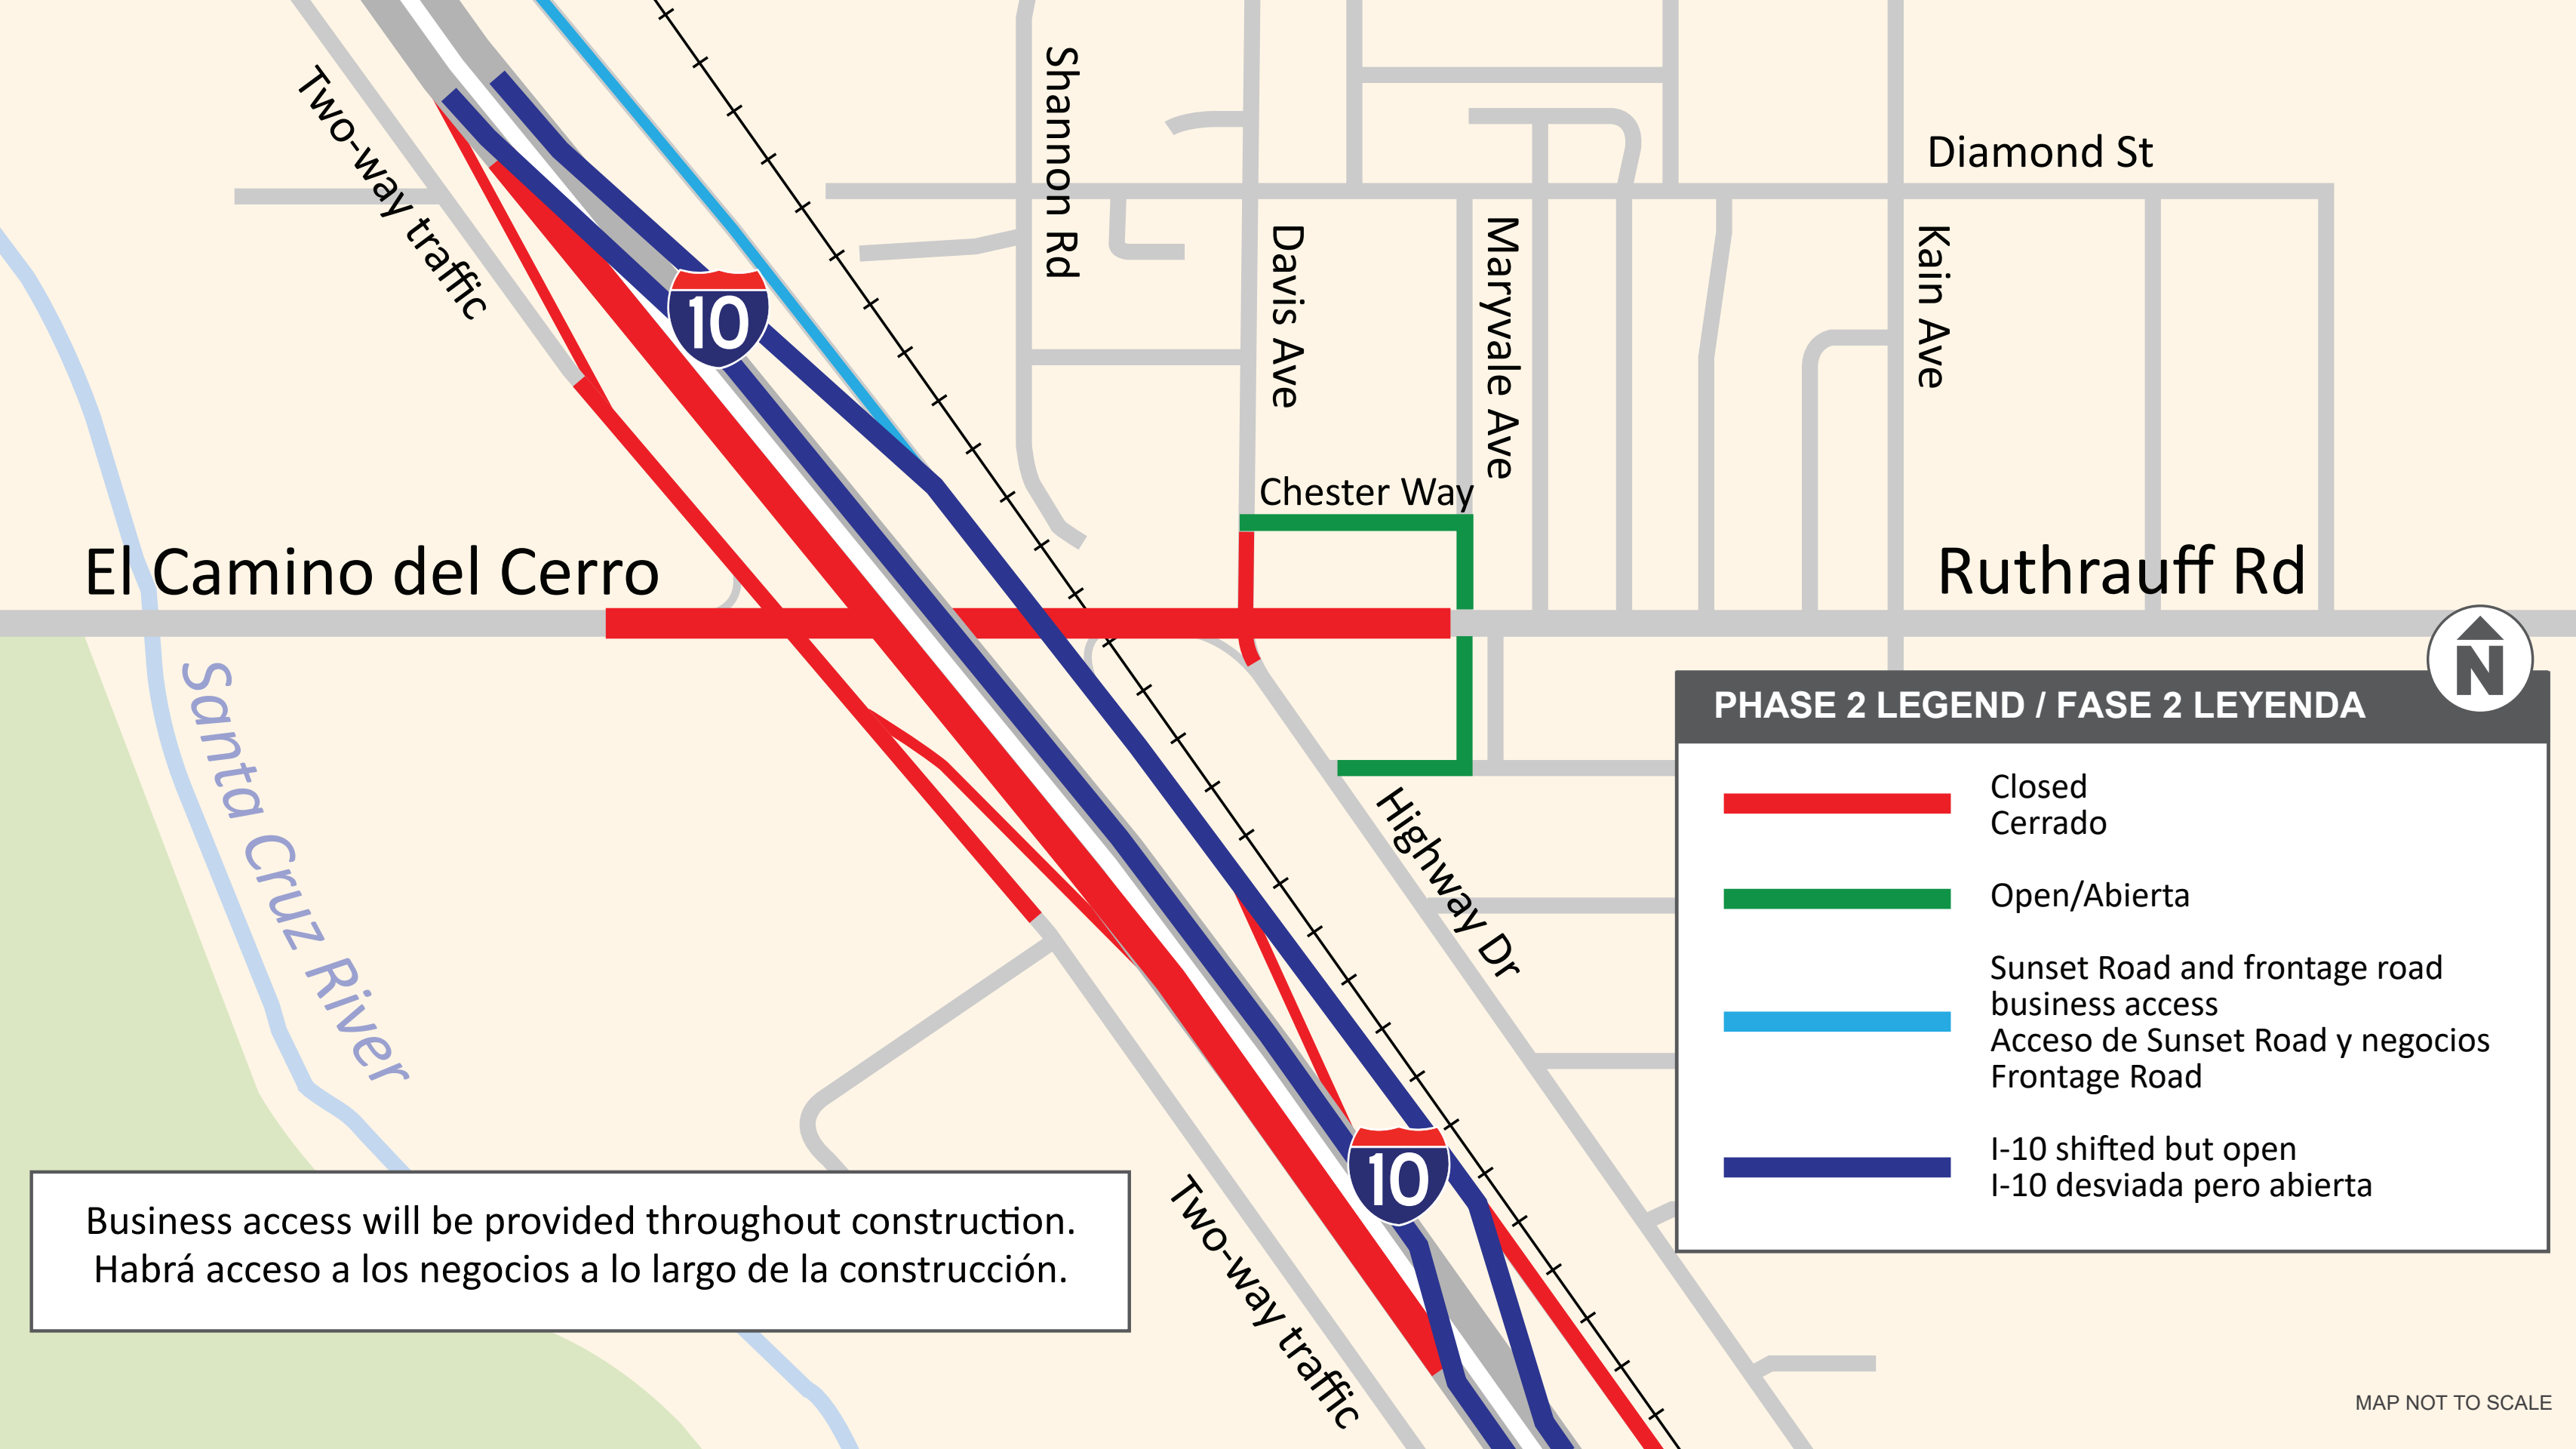 Two-way traffic
Shannon Rd
Diamond St
Davis Ave
Maryvale Ave
Kain Ave
10
Chester Way
El Camino del Cerro
Ruthrauff Rd
N
Santa Cruz River
Highway Dr
PHASE 2 LEGEND / FASE 2 LEYENDA
Closed
Cerrado
Open/Abierta
Sunset Road and frontage road
business access
Acceso de Sunset Road y negocios
Frontage Road
I-10 shifted but open
I-10 desviada pero abierta
10
Two-way traffic
Business access will be provided throughout construction.
Habrá acceso a los negocios a lo largo de la construcción.
MAP NOT TO SCALE